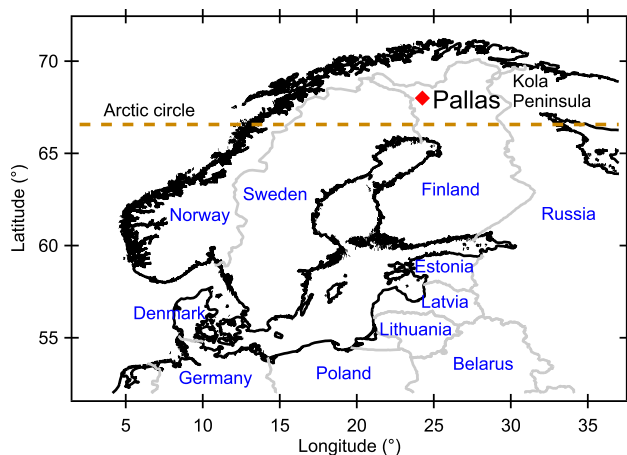 70
Kola
Peninsula
Pallas
Arctic circle
65
Sweden
Finland
Norway
Russia
Latitude (°)
60
Estonia
Denmark
Latvia
Lithuania
55
Germany
Poland
Belarus
5 10 15 20 25 30 35
Longitude (°)